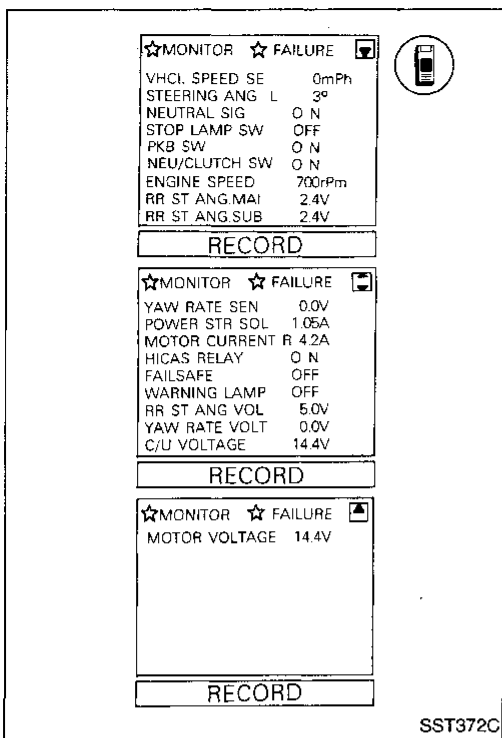 ☆MONITOR ☆ FAILURE
VHCL SPEED SE 0mPh
STEERING ANG L 3º
NEUTRAL SIG O N
STOP LAMP SW OFF
PKB SW O N
NEU/CLUTCH SW O N
ENGINE SPEED 700rPm
RR ST ANG.MAI 2.4V
RR ST ANG.SUB 2.4V
RECORD
☆MONITOR ☆ FAILURE
YAW RATE SEN 0.0V
POWER STR SOL 1.05A
MOTOR CURRENT R 4.2A
HICAS RELAY O N
FAILSAFE OFF
WARNING LAMP OFF
RR ST ANG VOL 5.0V
YAW RATE VOLT 0.0V
C/U VOLTAGE 14.4V
RECORD
☆MONITOR ☆ FAILURE
MOTOR VOLTAGE 14.4V
RECORD
SST372C